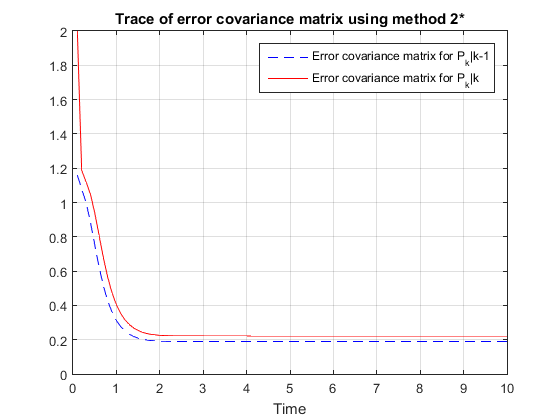 Trace of error covariance matrix using method 2*
Error covariance matrix for P_k|k-1
Error covariance matrix for P_k|k
2
1.8
1.6
1.4
1.2
1
0.8
0.6
0.4
0.2
0
0 1 2 3 4 5 6 7 8 9 10
Time